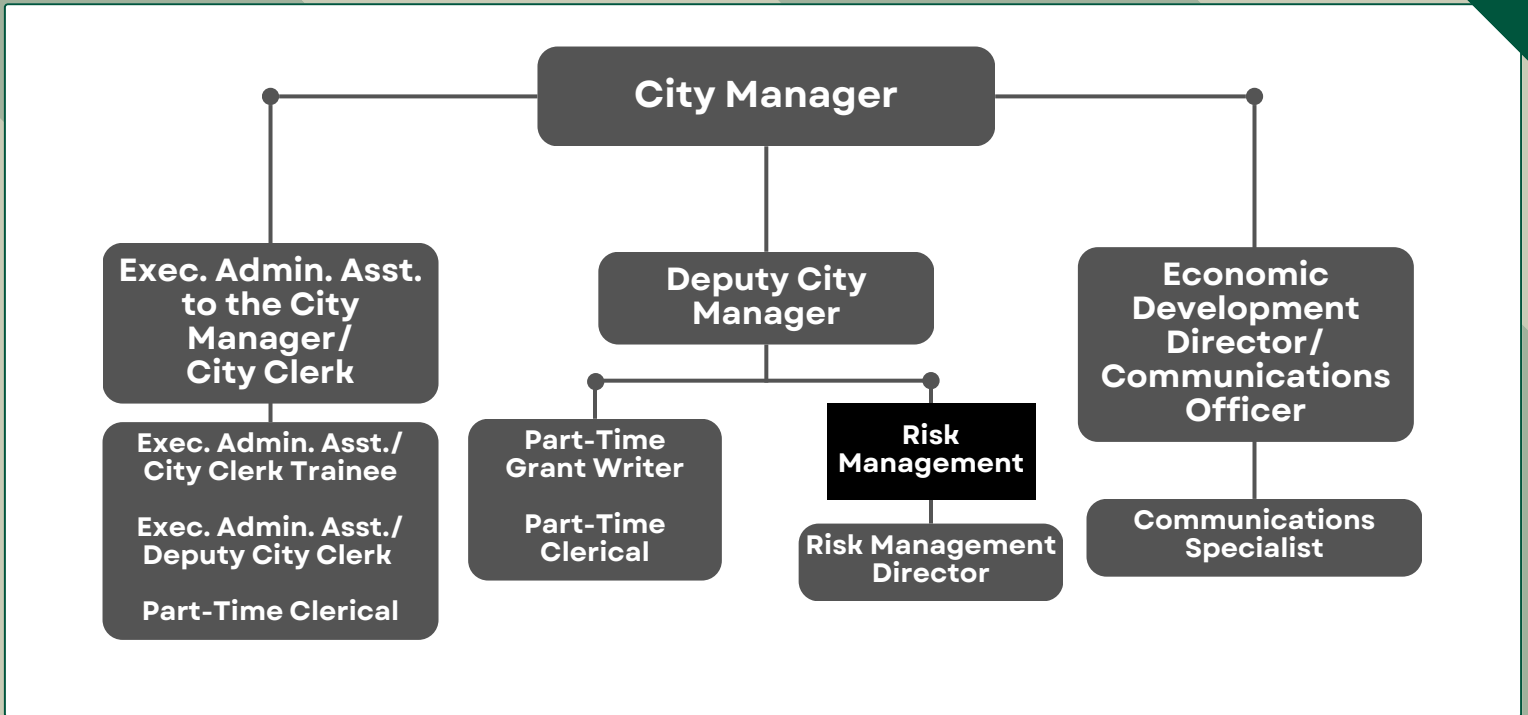 City Manager
Exec. Admin. Asst.
to the City
Manager/
City Clerk
Exec. Admin. Asst./
City Clerk Trainee
Exec. Admin. Asst./
Deputy City Clerk
Part-Time Clerical
Deputy City
Manager
Part-Time
Grant Writer
Part-Time
Clerical
Risk
Management
Risk Management
Director
Economic
Development
Director/
Communications
Officer
Communications
Specialist